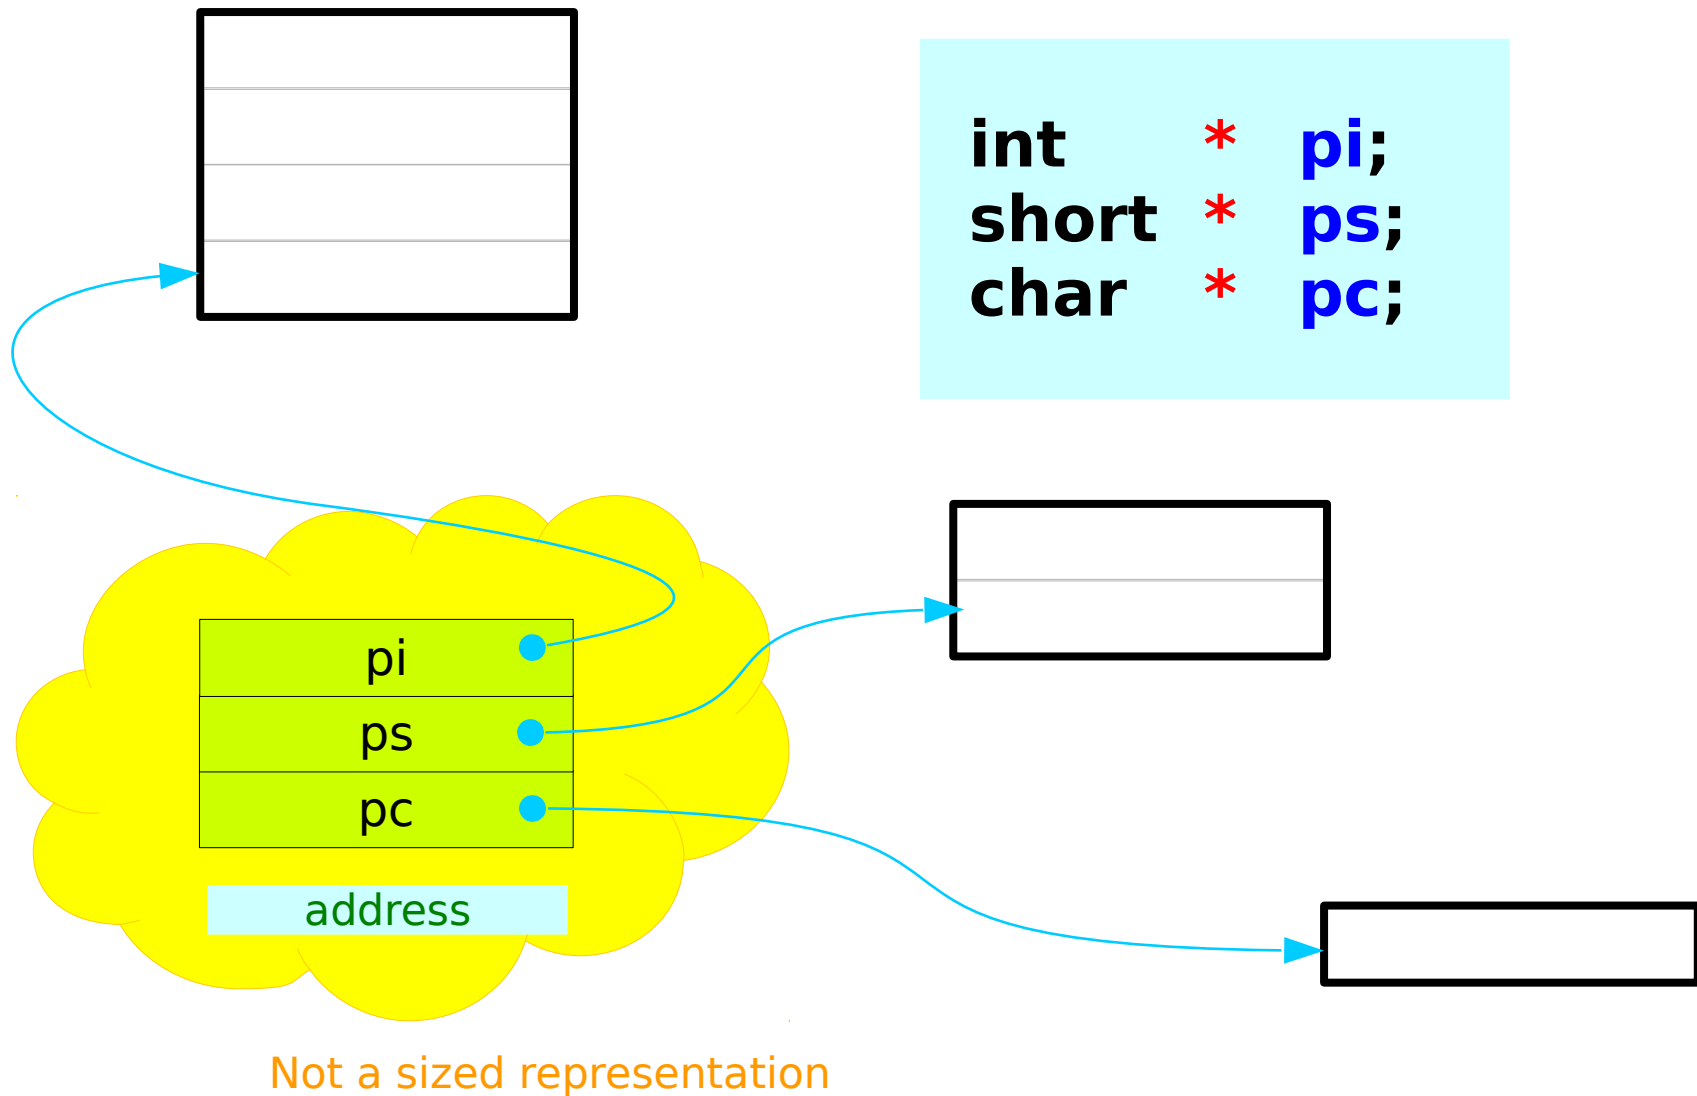 int * pi;
short * ps;
char * pc;
pi
ps
pc
address
Not a sized representation